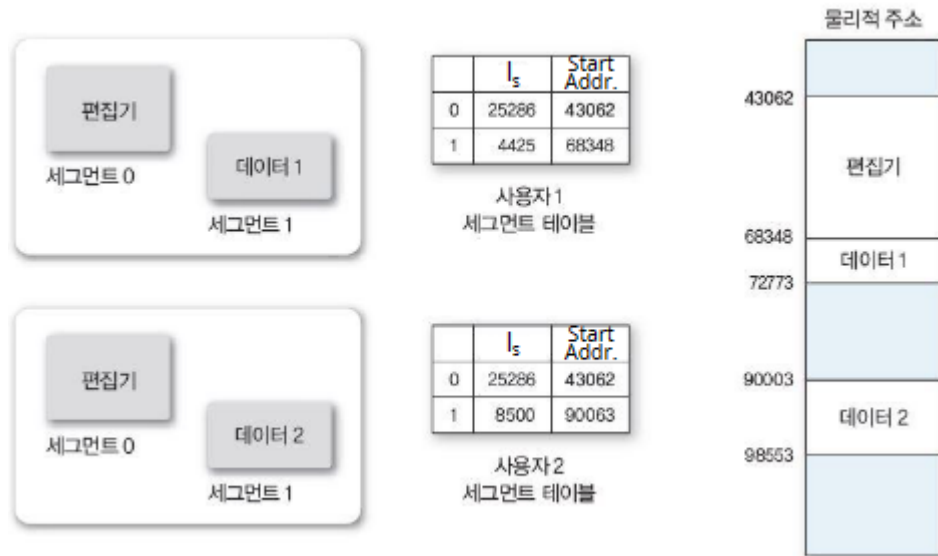 물리적 주소
편집기
세그먼트 0
데이터 1
세그먼트 1
l_s Start Addr.
0 25286 43062
1 4425 68348
사용자 1
세그먼트 테이블
편집기
세그먼트 0
데이터 2
세그먼트 1
l_s Start Addr.
0 25286 43062
1 8500 90063
사용자 2
세그먼트 테이블
43062
편집기
68348
데이터 1
72773
90003
데이터 2
98553